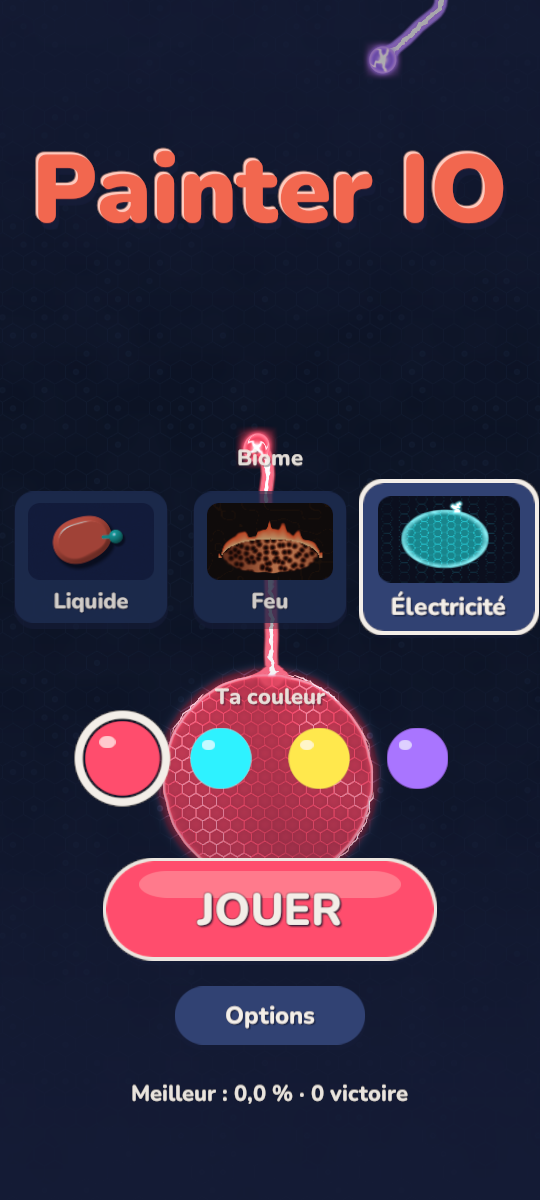 Painter IO
Biome
Liquide
Feu
Électricité
Ta couleur
JOUER
Options
Meilleur : 0,0 % · 0 victoire